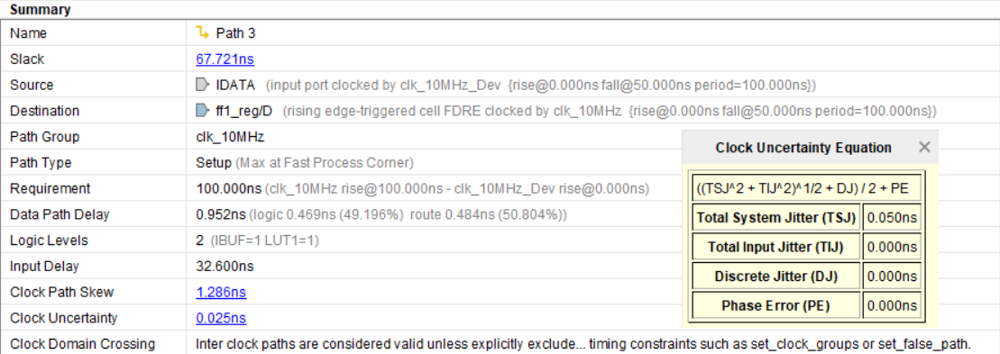 Summary
Name Path 3
Slack 67.721ns
Source IDATA (input port clocked by clk_10MHz_Dev {rise@0.000ns fall@50.000ns period=100.000ns})
Destination ff1_reg/D (rising edge-triggered cell FDRE clocked by clk_10MHz {rise@0.000ns fall@50.000ns period=100.000ns})
Path Group clk_10MHz
Path Type Setup (Max at Fast Process Corner)
Requirement 100.000ns (clk_10MHz rise@100.000ns - clk_10MHz_Dev rise@0.000ns)
Data Path Delay 0.952ns (logic 0.469ns (49.196%) route 0.484ns (50.804%))
Logic Levels 2 (IBUF=1 LUT1=1)
Input Delay 32.600ns
Clock Path Skew 1.286ns
Clock Uncertainty 0.025ns
Clock Domain Crossing Inter clock paths are considered valid unless explicitly exclude... timing constraints such as set_clock_groups or set_false_path.
Clock Uncertainty Equation
((TSJ^2 + TIJ^2)^1/2 + DJ) / 2 + PE
Total System Jitter (TSJ) 0.050ns
Total Input Jitter (TIJ) 0.000ns
Discrete Jitter (DJ) 0.000ns
Phase Error (PE) 0.000ns